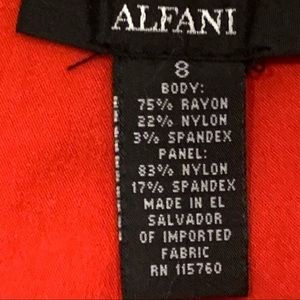 ALFANI
8
BODY:
75% RAYON
22% NYLON
3% SPANDEX
PANEL:
83% NYLON
17% SPANDEX
MADE IN EL
SALVADOR
OF IMPORTED
FABRIC
RN 115760